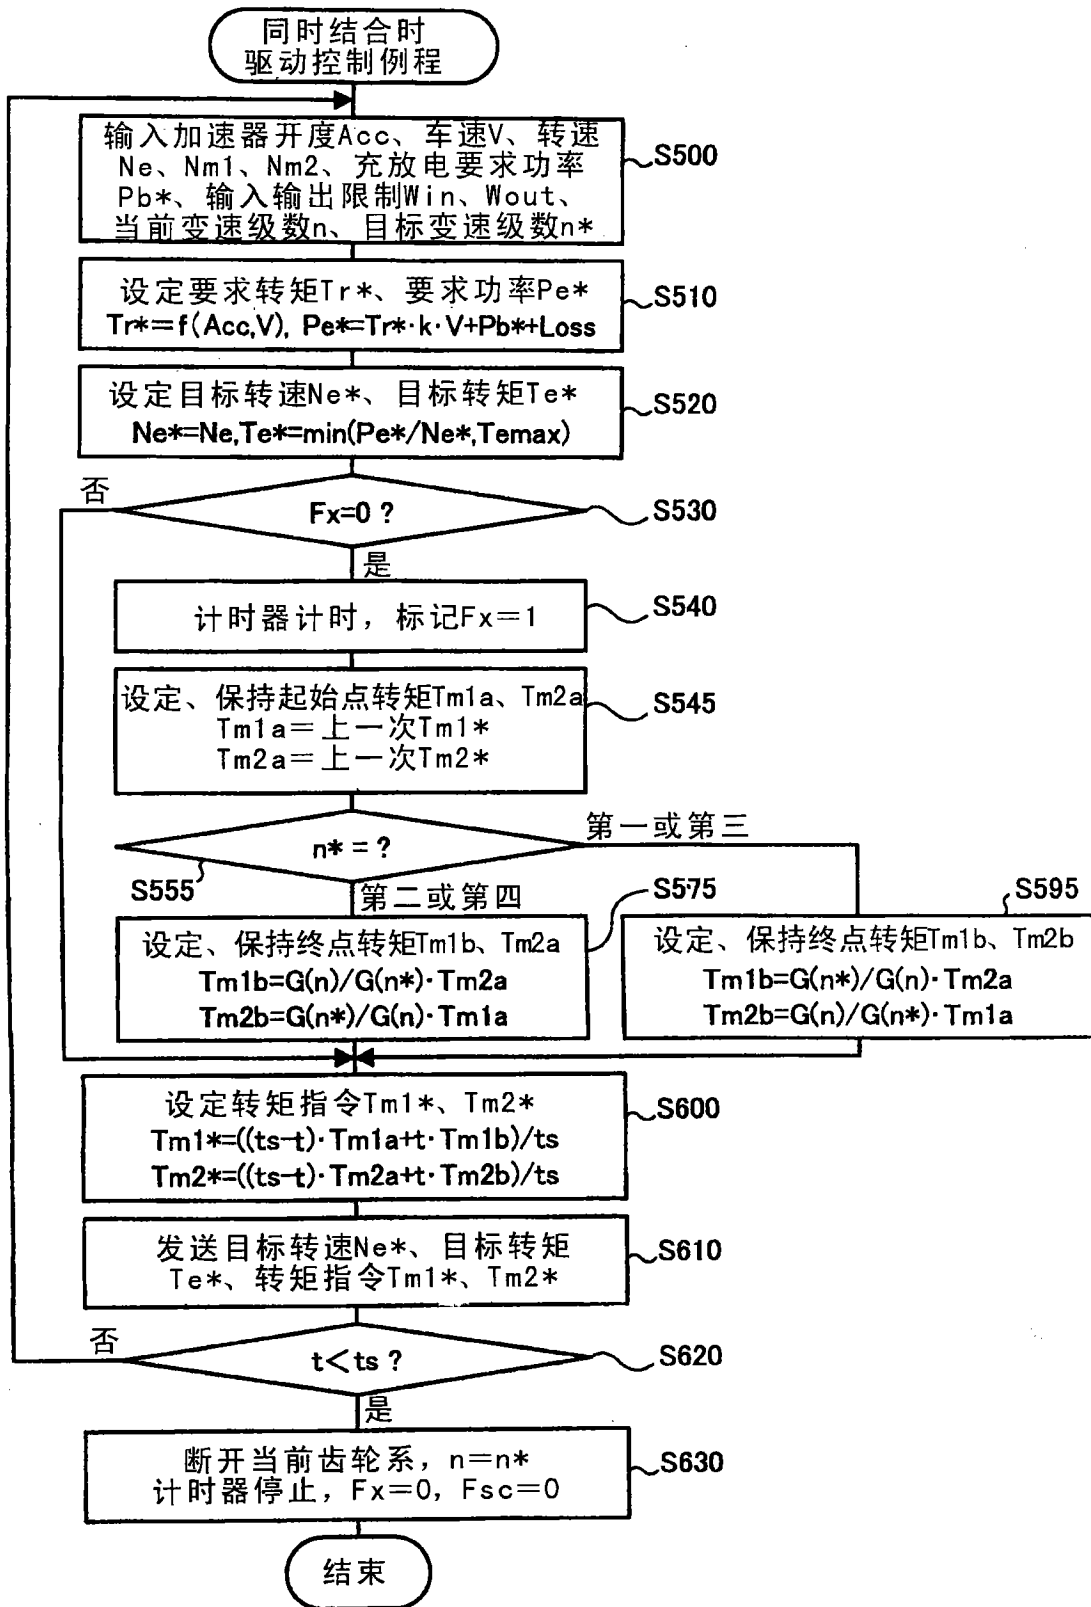 同时结合时
驱动控制例程
输入加速器开度Acc、车速V、转速
Ne、Nm1、Nm2、充放电要求功率
Pb*、输入输出限制Win、Wout、
当前变速级数n、目标变速级数n*
S500
设定要求转矩Tr*、要求功率Pe*
Tr*=f(Acc,V), Pe*=Tr*·k·V+Pb*+Loss
S510
设定目标转速Ne*、目标转矩Te*
Ne*=Ne,Te*=min(Pe*/Ne*,Temax)
S520
否
Fx=0 ?
S530
是
计时器计时，标记Fx=1
S540
设定、保持起始点转矩Tm1a、Tm2a
Tm1a=上一次Tm1*
Tm2a=上一次Tm2*
S545
n* = ?
第一或第三
S555
第二或第四
S575
S595
设定、保持终点转矩Tm1b、Tm2a
Tm1b=G(n)/G(n*)·Tm2a
Tm2b=G(n*)/G(n)·Tm1a
设定、保持终点转矩Tm1b、Tm2b
Tm1b=G(n*)/G(n)·Tm2a
Tm2b=G(n)/G(n*)·Tm1a
设定转矩指令Tm1*、Tm2*
Tm1*=((ts-t)·Tm1a+t·Tm1b)/ts
Tm2*=((ts-t)·Tm2a+t·Tm2b)/ts
S600
发送目标转速Ne*、目标转矩
Te*、转矩指令Tm1*、Tm2*
S610
否
t<ts ?
S620
是
断开当前齿轮系，n=n*
计时器停止，Fx=0，Fsc=0
S630
结束